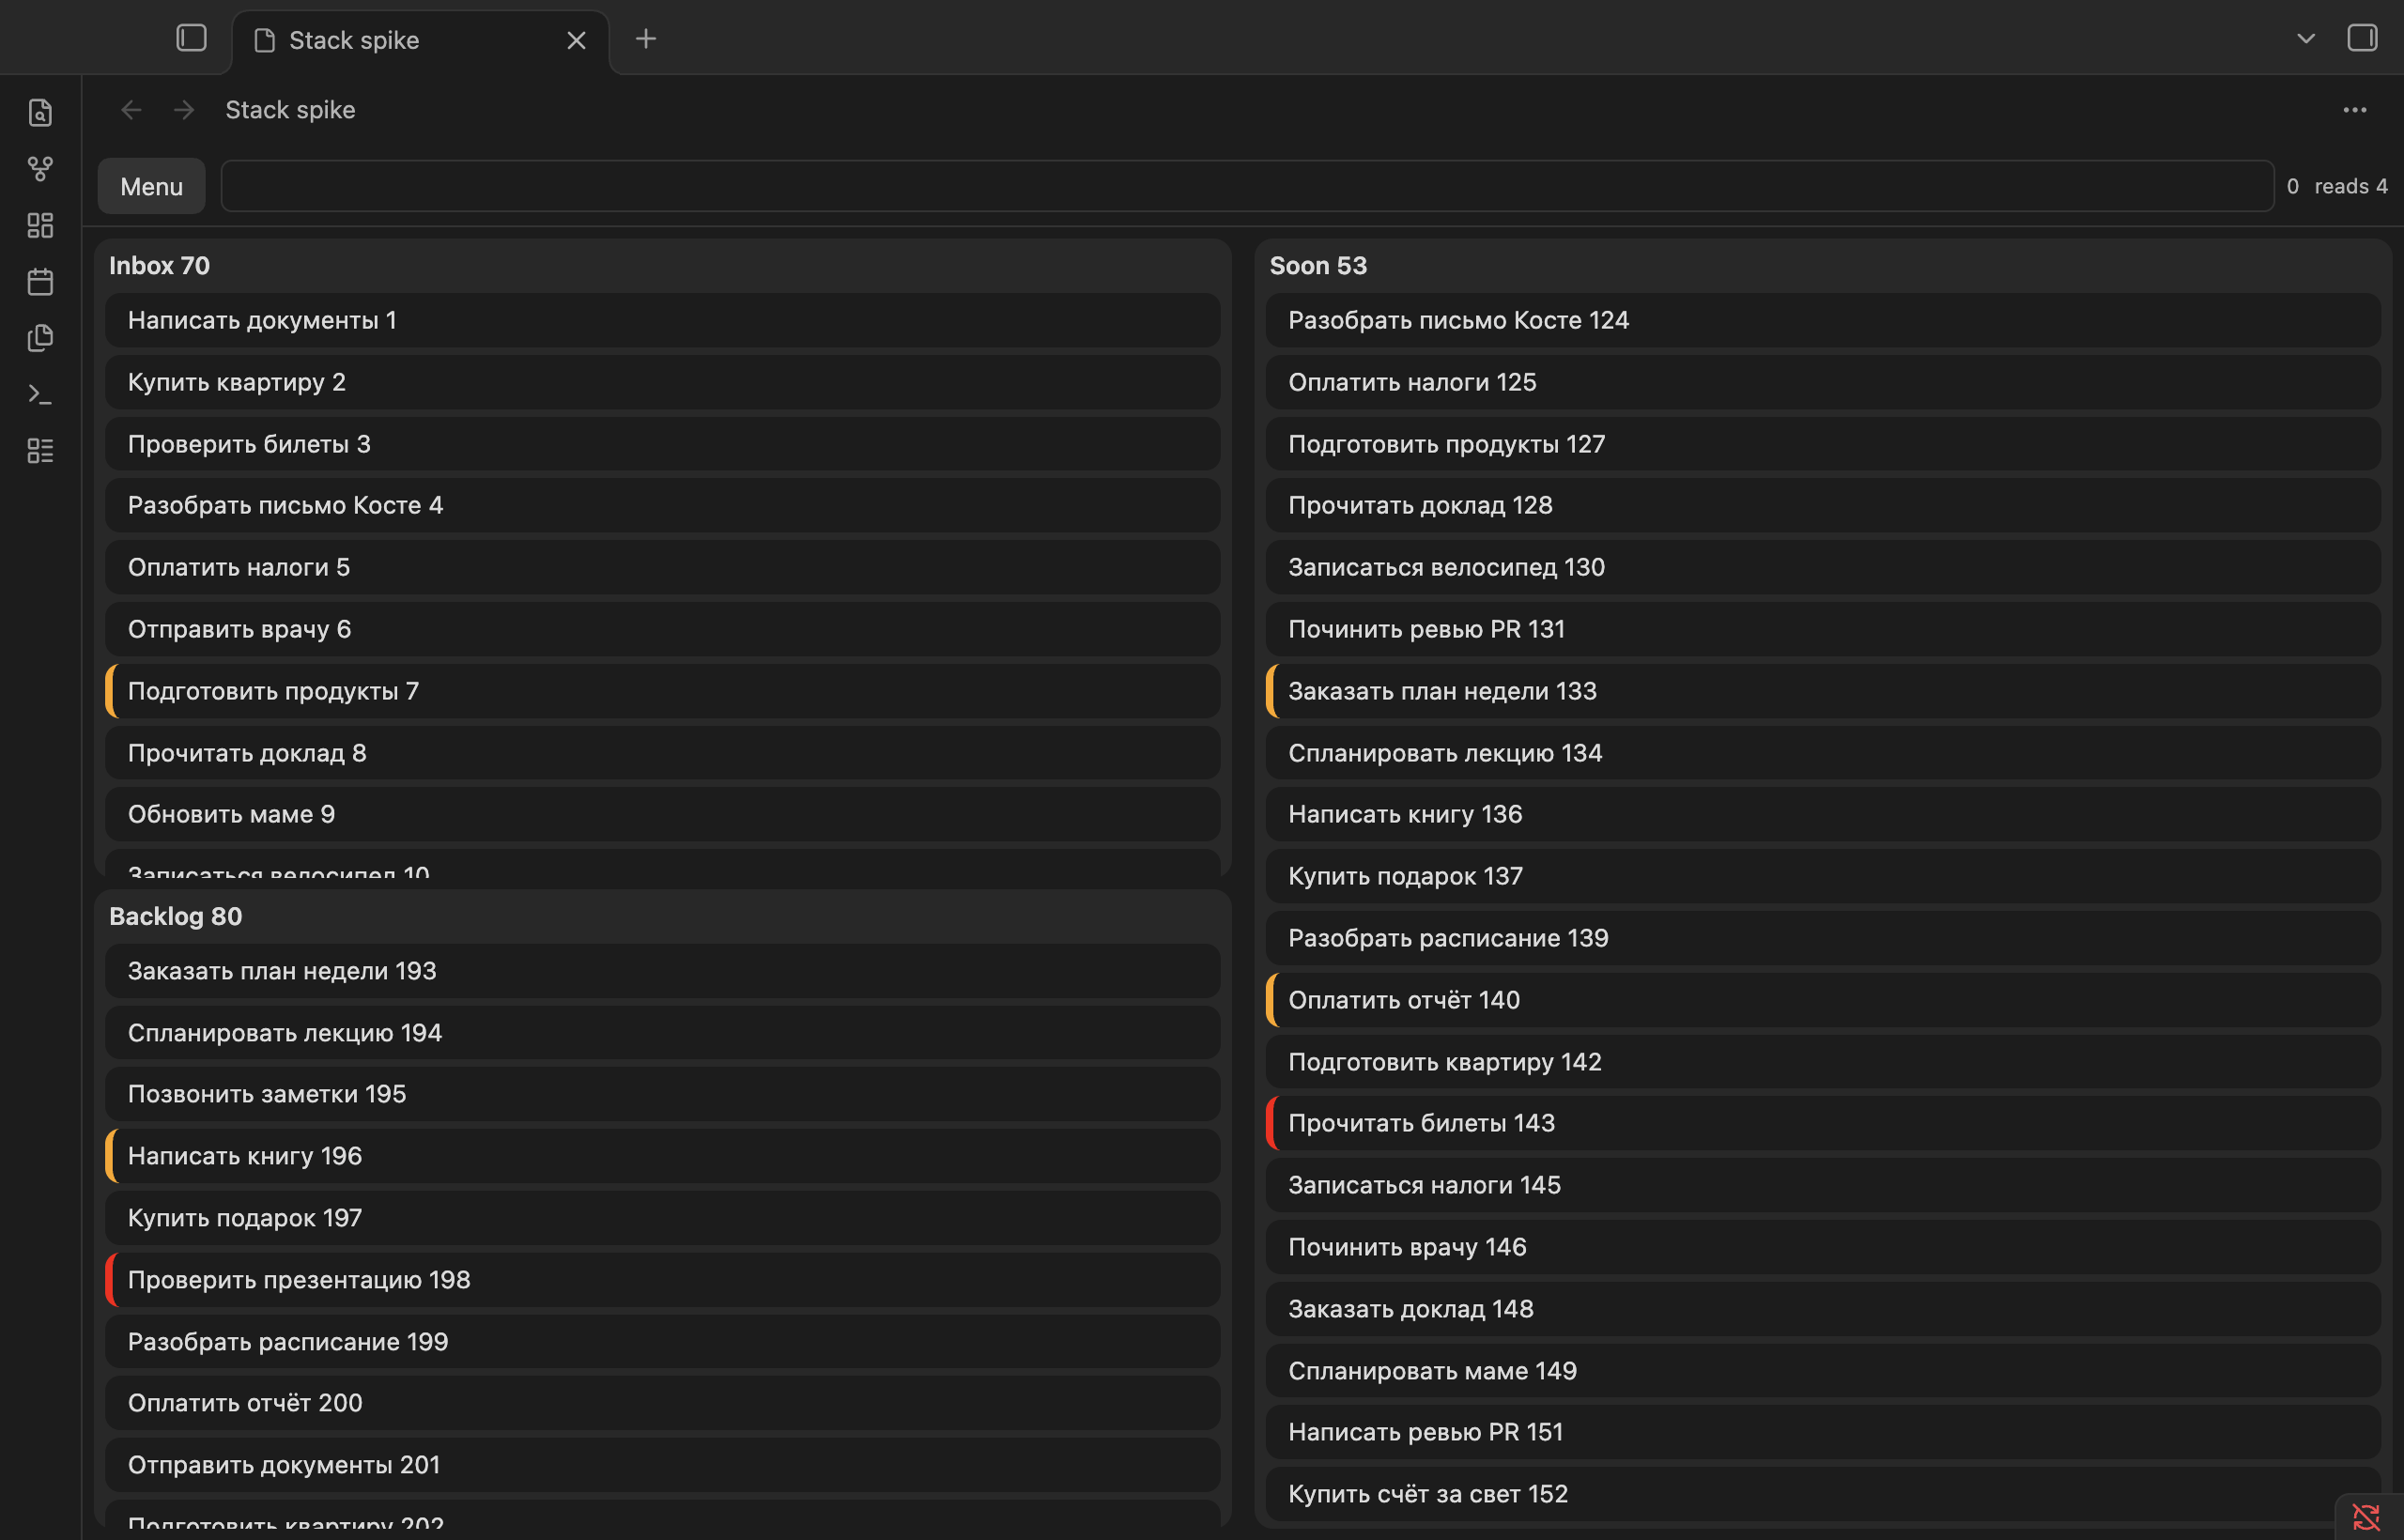 Stack spike
Stack spike
Menu
0 reads 4
Inbox 70
Написать документы 1
Купить квартиру 2
Проверить билеты 3
Разобрать письмо Косте 4
Оплатить налоги 5
Отправить врачу 6
Подготовить продукты 7
Прочитать доклад 8
Обновить маме 9
Записаться велосипед 10
Backlog 80
Заказать план недели 193
Спланировать лекцию 194
Позвонить заметки 195
Написать книгу 196
Купить подарок 197
Проверить презентацию 198
Разобрать расписание 199
Оплатить отчёт 200
Отправить документы 201
Подготовить квартиру 202
Soon 53
Разобрать письмо Косте 124
Оплатить налоги 125
Подготовить продукты 127
Прочитать доклад 128
Записаться велосипед 130
Починить ревью PR 131
Заказать план недели 133
Спланировать лекцию 134
Написать книгу 136
Купить подарок 137
Разобрать расписание 139
Оплатить отчёт 140
Подготовить квартиру 142
Прочитать билеты 143
Записаться налоги 145
Починить врачу 146
Заказать доклад 148
Спланировать маме 149
Написать ревью PR 151
Купить счёт за свет 152